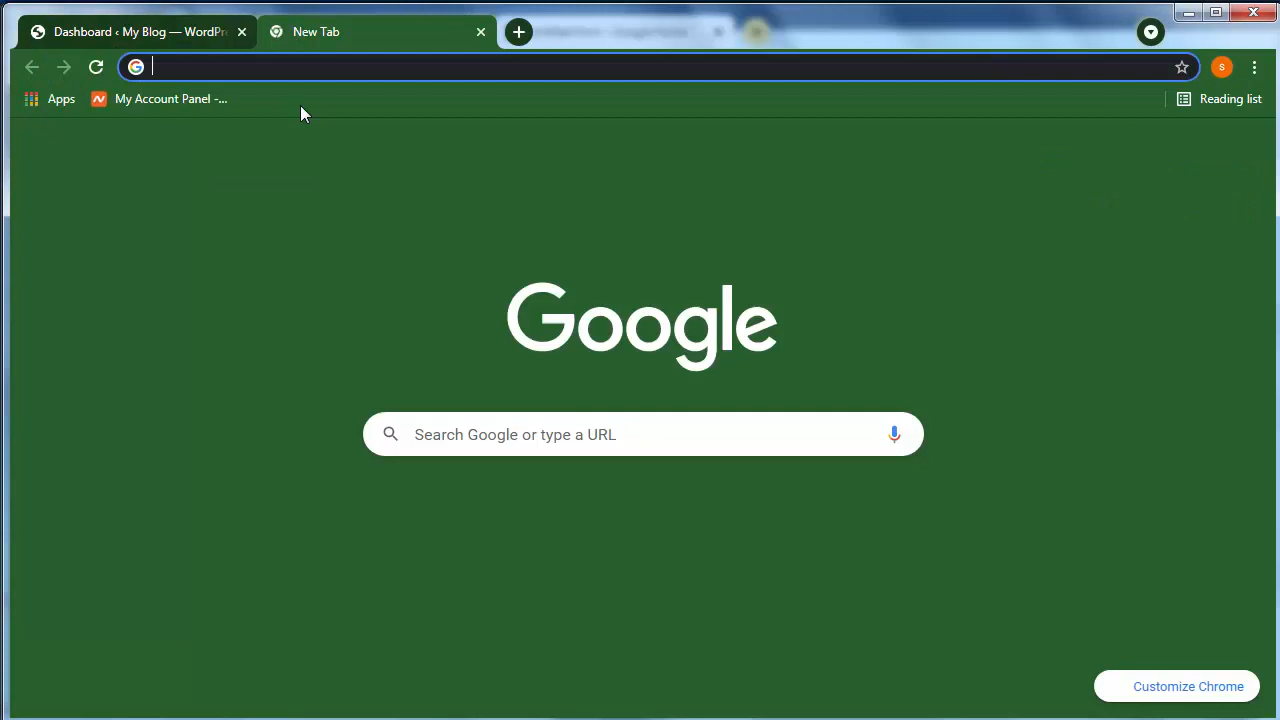 Dashboard ‹ My Blog — WordPr
New Tab
S
Apps
My Account Panel -...
Reading list
Google
Search Google or type a URL
Customize Chrome